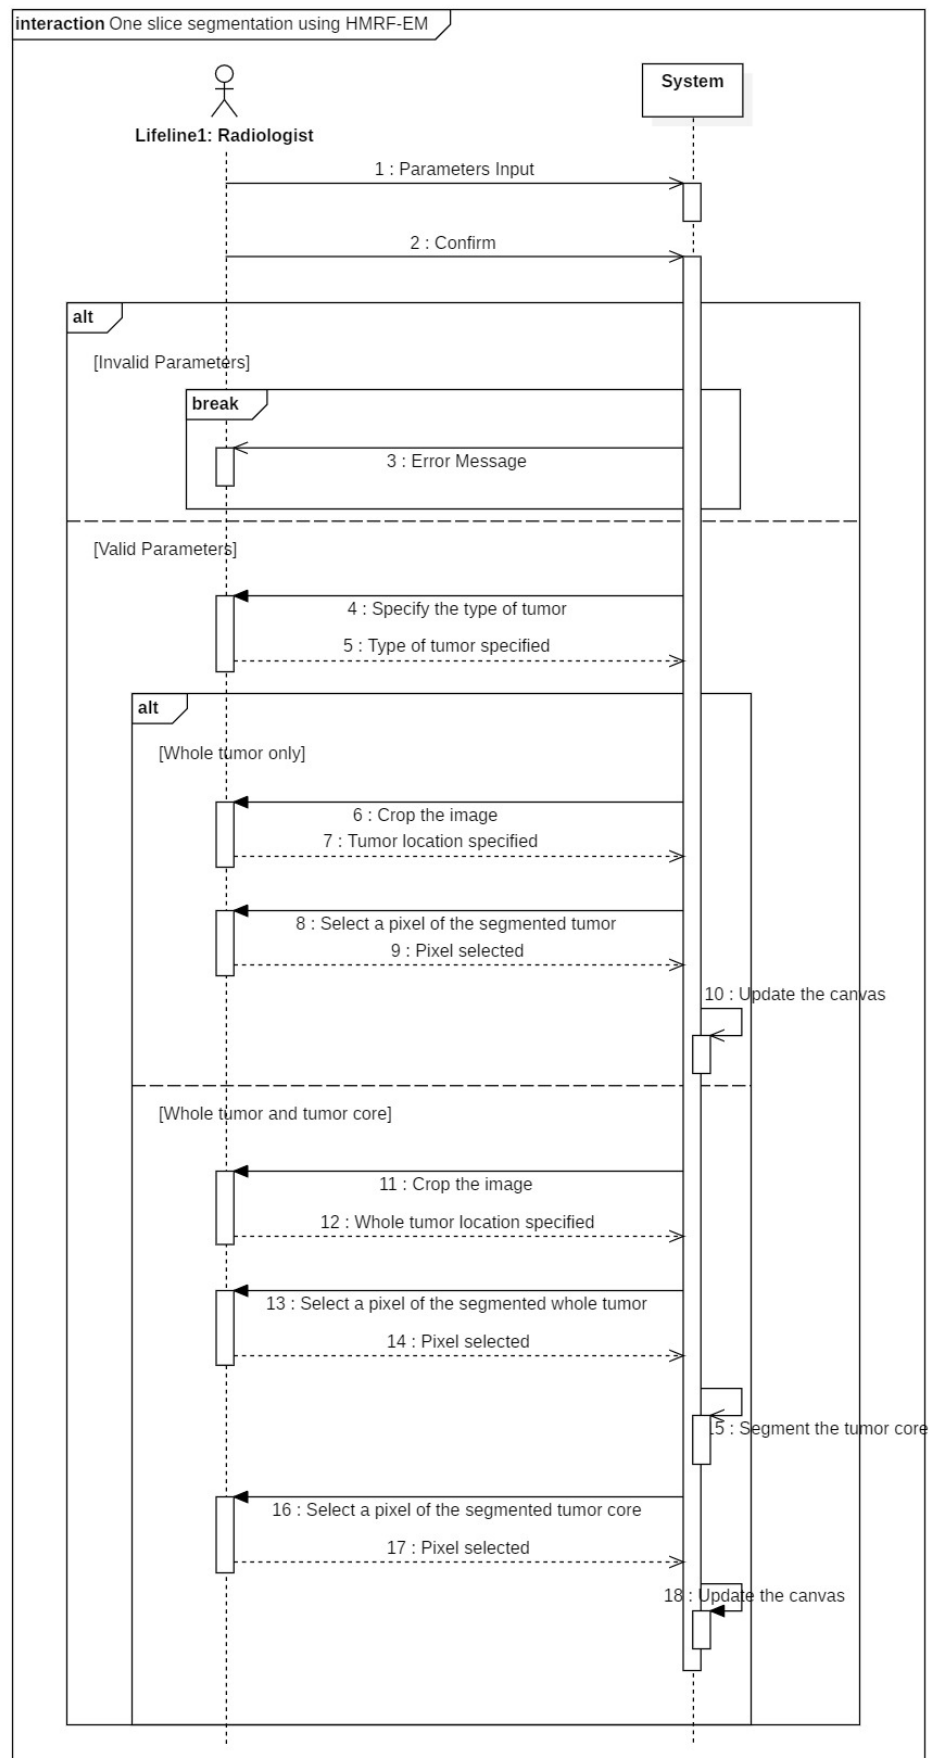 interaction One slice segmentation using HMRF-EM
System
Lifeline1: Radiologist
1 : Parameters Input
2 : Confirm
alt
[Invalid Parameters]
break
3 : Error Message
[Valid Parameters]
4 : Specify the type of tumor
5 : Type of tumor specified
alt
[Whole tumor only]
6 : Crop the image
7 : Tumor location specified
8 : Select a pixel of the segmented tumor
9 : Pixel selected
10 : Update the canvas
[Whole tumor and tumor core]
11 : Crop the image
12 : Whole tumor location specified
13 : Select a pixel of the segmented whole tumor
14 : Pixel selected
15 : Segment the tumor core
16 : Select a pixel of the segmented tumor core
17 : Pixel selected
18 : Update the canvas